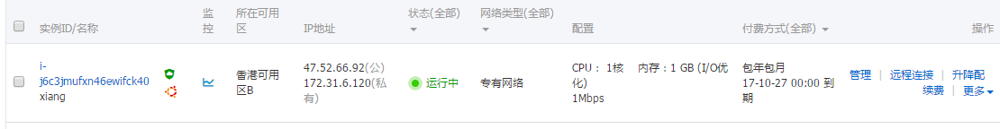 实例ID/名称 监控 所在可用区 IP地址 状态(全部) 网络类型(全部) 配置 付费方式(全部) 操作
i-j6c3jmufxn46ewifck40
xiang
香港可用区B
47.52.66.92(公)
172.31.6.120(私有)
运行中
专有网络
CPU： 1核 内存：1 GB (I/O优化)
1Mbps
包年包月
17-10-27 00:00 到期
管理 | 远程连接 | 升降配
续费 | 更多